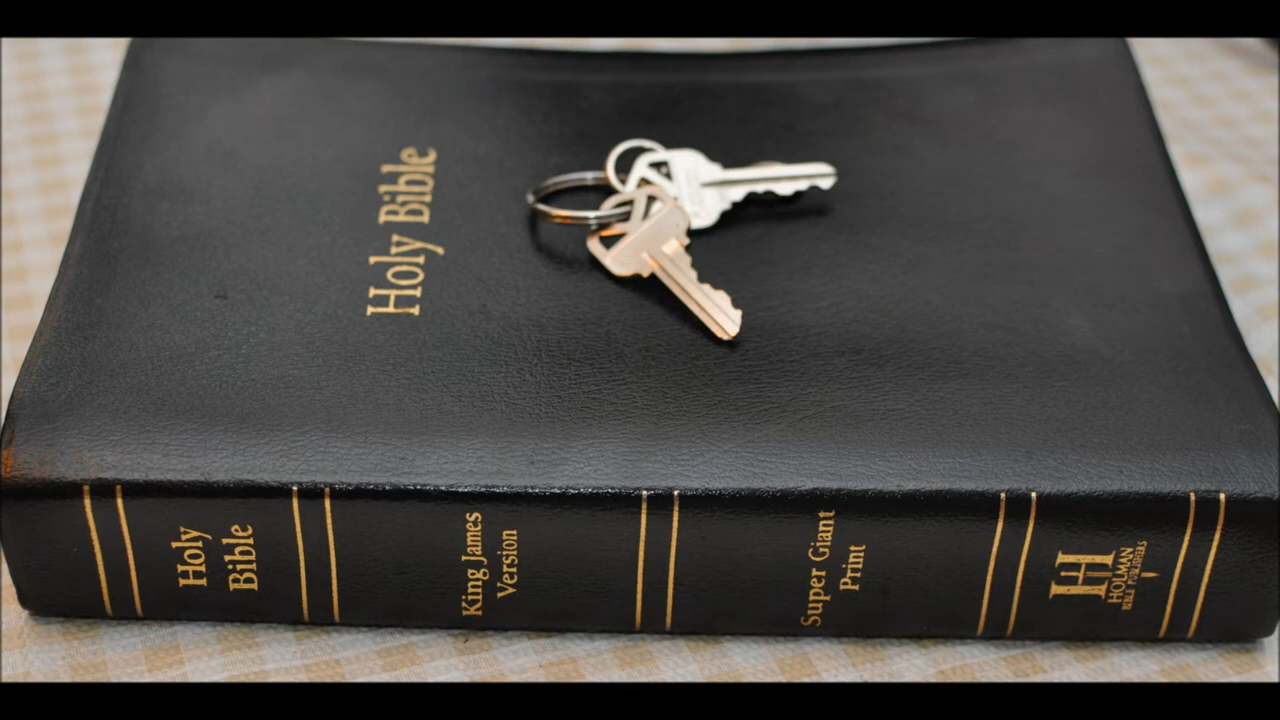 Holy Bible
Holy
Bible
King James
Version
Super Giant
Print
HOLMAN
BIBLE PUBLISHERS